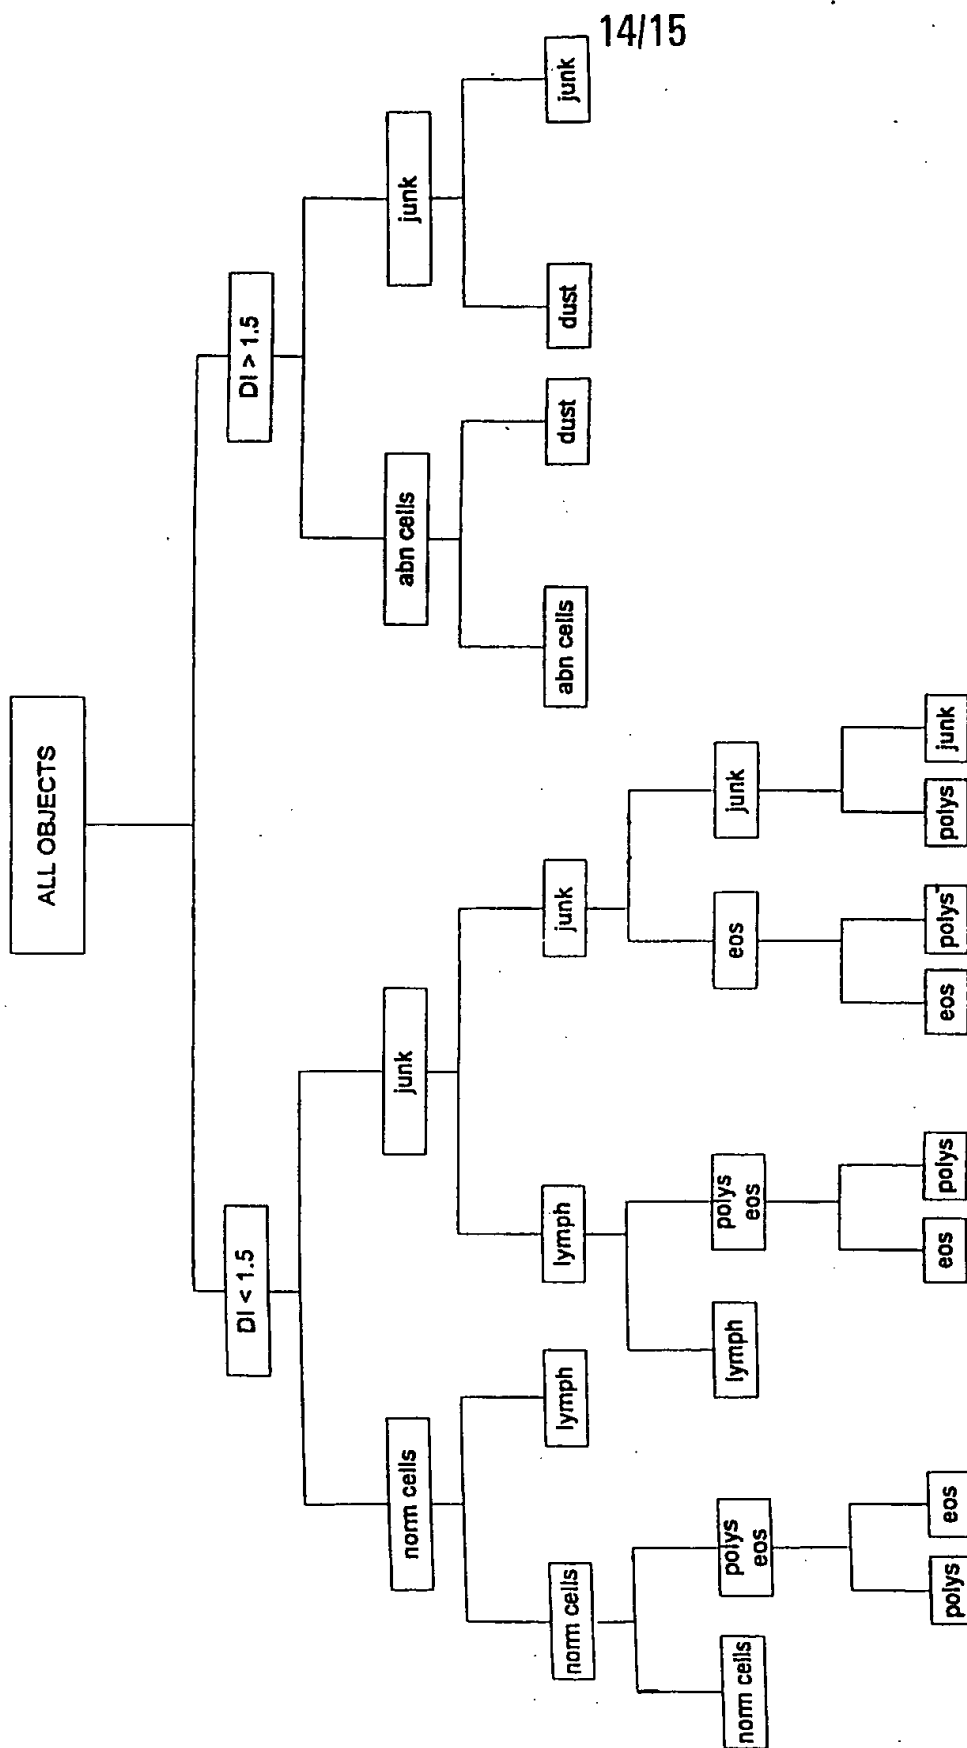 14/15
ALL OBJECTS
DI < 1.5
DI > 1.5
norm cells
junk
abn cells
junk
norm cells
lymph
lymph
junk
abn cells
dust
dust
junk
norm cells
polys
eos
lymph
polys
eos
eos
junk
polys
eos
eos
polys
eos
polys
polys
junk